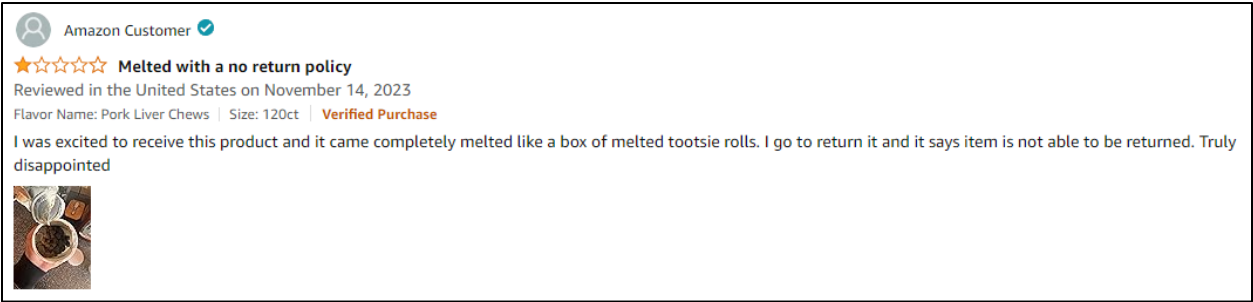 Amazon Customer
Melted with a no return policy
Reviewed in the United States on November 14, 2023
Flavor Name: Pork Liver Chews | Size: 120ct | Verified Purchase
I was excited to receive this product and it came completely melted like a box of melted tootsie rolls. I go to return it and it says item is not able to be returned. Truly
disappointed